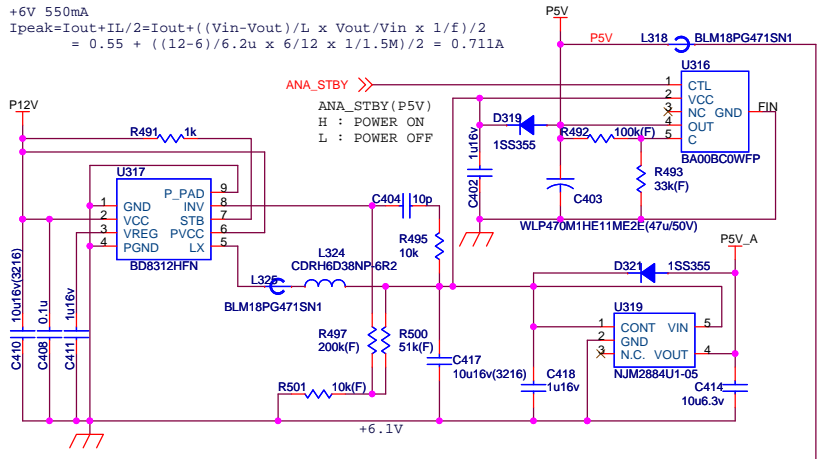 +6V 550mA
Ipeak=Iout+IL/2=Iout+((Vin-Vout)/L x Vout/Vin x 1/f)/2
= 0.55 + ((12-6)/6.2u x 6/12 x 1/1.5M)/2 = 0.711A
P5V
P5V
L318
BLM18PG471SN1
U316
ANA_STBY
1
CTL
2
VCC
3
NC
GND
FIN
4
OUT
5
C
BA00BC0WFP
ANA_STBY(P5V)
H : POWER ON
L : POWER OFF
D319
1SS355
R492
100k(F)
1u16v
C402
R493
33k(F)
C403
WLP470M1HE11ME2E(47u/50V)
P12V
R491
1k
U317
P_PAD
9
1
GND
INV
8
2
VCC
STB
7
3
VREG
PVCC
6
4
PGND
LX
5
BD8312HFN
C404
10p
R495
10k
L324
CDRH6D38NP-6R2
L325
BLM18PG471SN1
P5V_A
D321
1SS355
U319
1
CONT
VIN
5
2
GND
3
N.C.
VOUT
4
NJM2884U1-05
10u16v(3216)
C410
0.1u
C408
1u16v
C411
R497
200k(F)
R500
51k(F)
R501
10k(F)
C417
10u16v(3216)
C418
1u16v
C414
10u6.3v
+6.1V